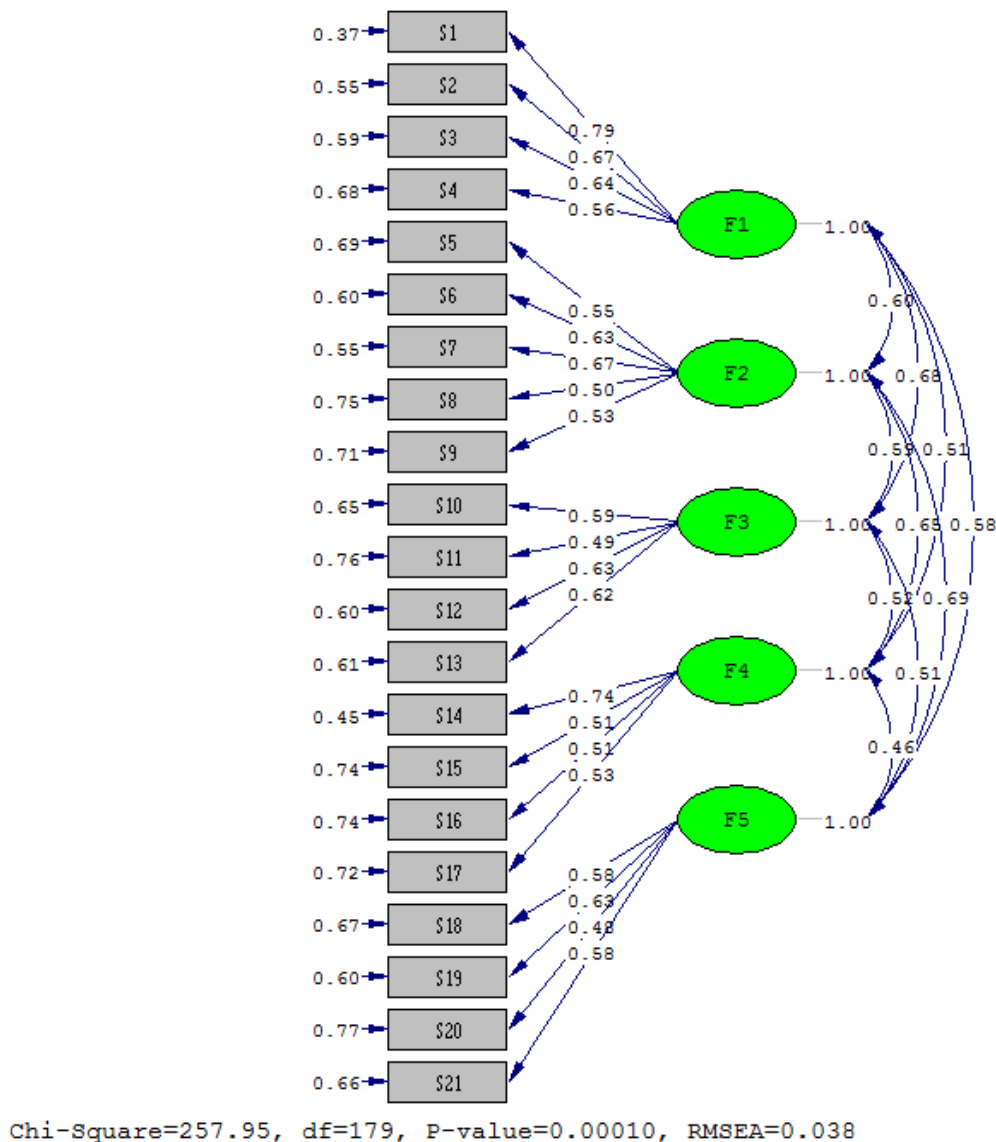 0.37 S1
0.55 S2
0.59 S3
0.79
0.67
0.64
0.56
0.68 S4
F1 1.00
0.69 S5
0.60 S6
0.60
0.55
0.63
0.67
0.50
0.53
0.55 S7
F2 1.00 0.68
0.75 S8
0.71 S9
0.59 0.51
0.65 S10
0.59
0.49
0.63
0.62
F3 1.00 0.65 0.58
0.76 S11
0.60 S12
0.52 0.69
0.61 S13
F4 1.00 0.51
0.45 S14
0.74
0.51
0.51
0.53
0.74 S15
0.46
0.74 S16
F5 1.00
0.72 S17
0.58
0.63
0.48
0.58
0.67 S18
0.60 S19
0.77 S20
0.66 S21
Chi-Square=257.95, df=179, P-value=0.00010, RMSEA=0.038